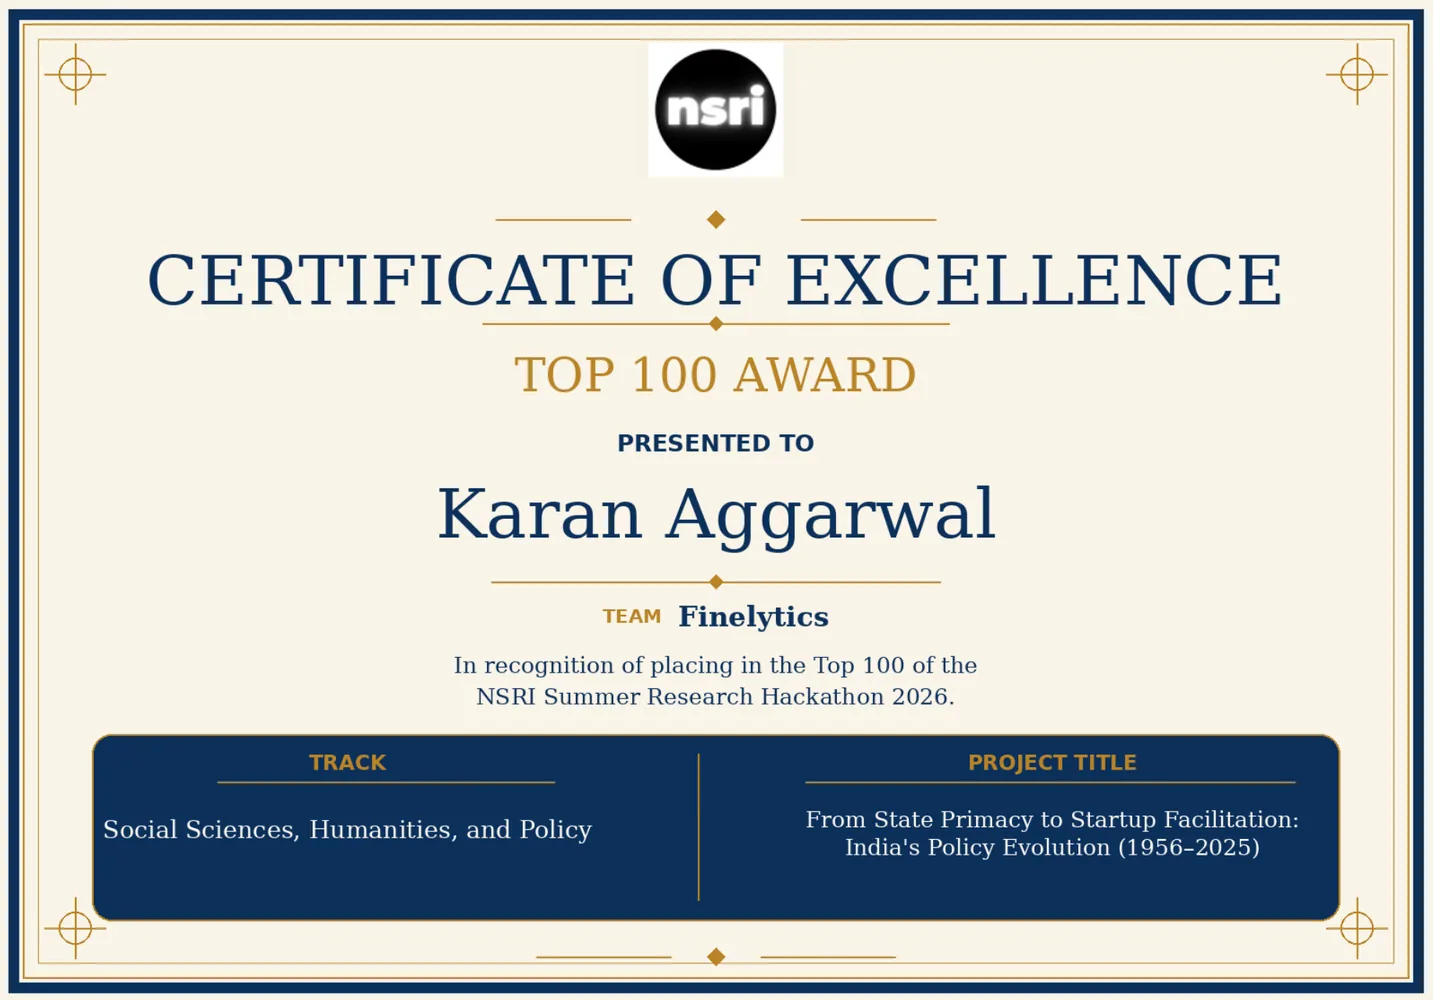 nsri
CERTIFICATE OF EXCELLENCE
TOP 100 AWARD
PRESENTED TO
Karan Aggarwal
TEAM Finelytics
In recognition of placing in the Top 100 of the
NSRI Summer Research Hackathon 2026.
TRACK
Social Sciences, Humanities, and Policy
PROJECT TITLE
From State Primacy to Startup Facilitation:
India's Policy Evolution (1956–2025)